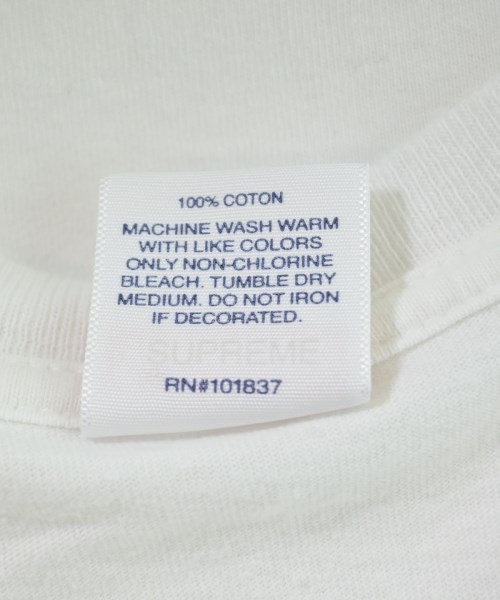 100% COTON
MACHINE WASH WARM
WITH LIKE COLORS
ONLY NON-CHLORINE
BLEACH. TUMBLE DRY
MEDIUM. DO NOT IRON
IF DECORATED.
SUPREME
RN#101837